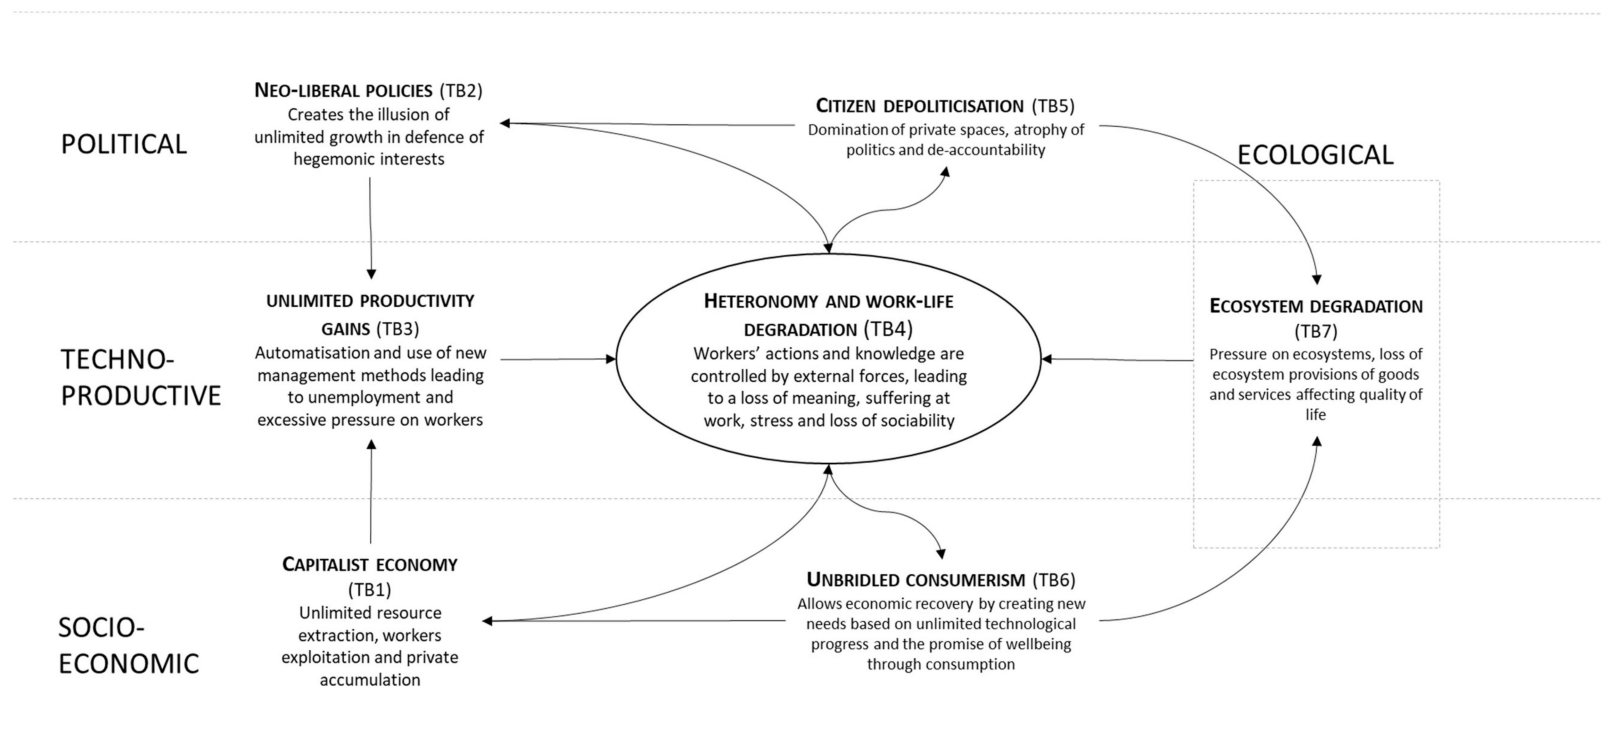 POLITICAL
NEO-LIBERAL POLICIES (TB2)
Creates the illusion of
unlimited growth in defence of
hegemonic interests
CITIZEN DEPOLITICISATION (TB5)
Domination of private spaces, atrophy of
politics and de-accountability
ECOLOGICAL
TECHNO-
PRODUCTIVE
UNLIMITED PRODUCTIVITY
GAINS (TB3)
Automatisation and use of new
management methods leading
to unemployment and
excessive pressure on workers
HETERONOMY AND WORK-LIFE
DEGRADATION (TB4)
Workers’ actions and knowledge are
controlled by external forces, leading
to a loss of meaning, suffering at
work, stress and loss of sociability
ECOSYSTEM DEGRADATION
(TB7)
Pressure on ecosystems, loss of
ecosystem provisions of goods
and services affecting quality of
life
SOCIO-
ECONOMIC
CAPITALIST ECONOMY
(TB1)
Unlimited resource
extraction, workers
exploitation and private
accumulation
UNBRIDLED CONSUMERISM (TB6)
Allows economic recovery by creating new
needs based on unlimited technological
progress and the promise of wellbeing
through consumption